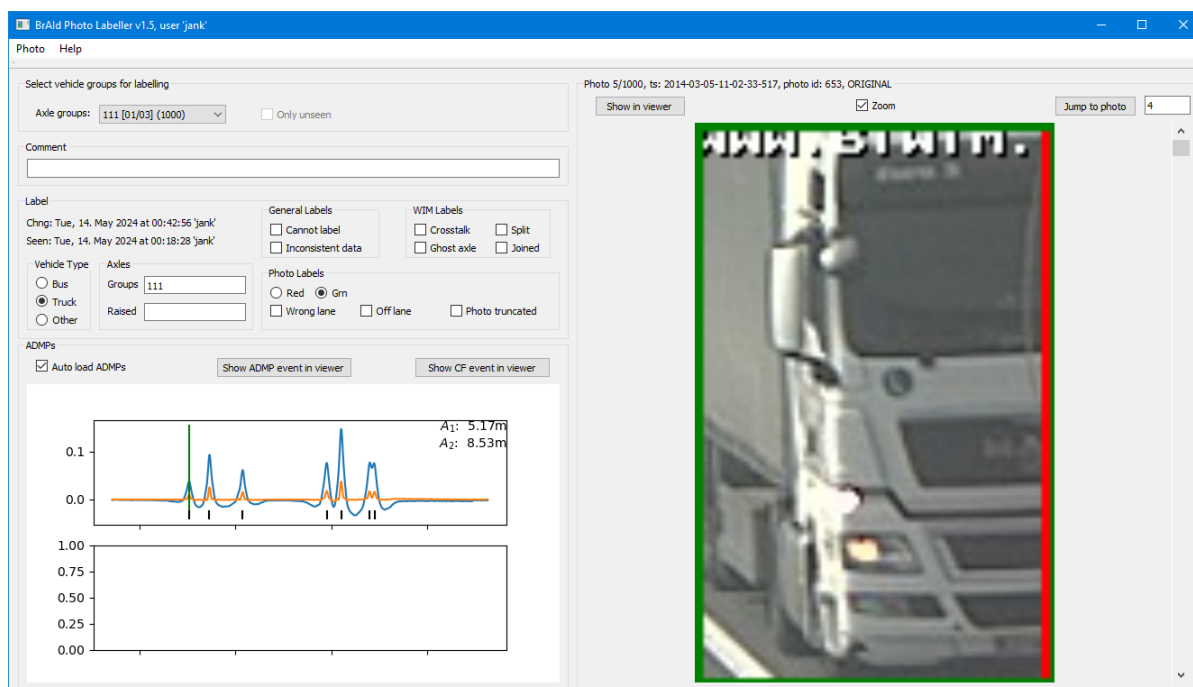 BrAId Photo Labeller v1.5, user 'jank'
Photo Help
Select vehicle groups for labelling
Axle groups: 111 [01/03] (1000) Only unseen
Comment
Label
Chng: Tue, 14. May 2024 at 00:42:56 'jank'
Seen: Tue, 14. May 2024 at 00:18:28 'jank'
General Labels
Cannot label
Inconsistent data
WIM Labels
Crosstalk Split
Ghost axle Joined
Vehicle Type
Bus
Truck
Other
Axles
Groups 111
Raised
Photo Labels
Red Grn
Wrong lane Off lane Photo truncated
ADMPs
Auto load ADMPs Show ADMP event in viewer Show CF event in viewer
A1: 5.17m
A2: 8.53m
0.1
0.0
1.00
0.75
0.50
0.25
0.00
Photo 5/1000, ts: 2014-03-05-11-02-33-517, photo id: 653, ORIGINAL
Show in viewer Zoom Jump to photo 4
www.siwim.